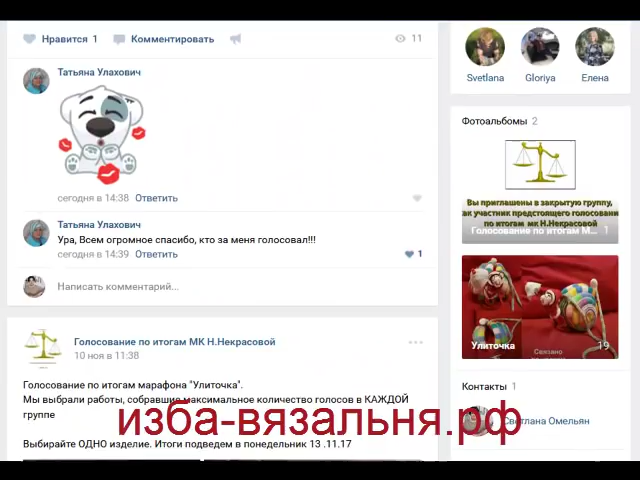 Нравится 1 Комментировать 11
Татьяна Улахович
сегодня в 14:38 Ответить
Татьяна Улахович
Ура, Всем огромное спасибо, кто за меня голосовал!!!
сегодня в 14:39 Ответить 1
Написать комментарий...
Голосование по итогам МК Н.Некрасовой
10 ноя в 11:38
Голосование по итогам марафона "Улиточка".
Мы выбрали работы, собравшие максимальное количество голосов в КАЖДОЙ
группе
Выбирайте ОДНО изделие. Итоги подведем в понедельник 13 .11.17
изба-вязальня.рф
Svetlana Gloriya Елена
Фотоальбомы 2
Вы приглашены в закрытую группу,
как участник предстоящего голосовани
по итогам мк Н.Некрасовой
Голосование по итогам М... 1
Улиточка 19
Связано
Контакты 1
Светлана Омельян